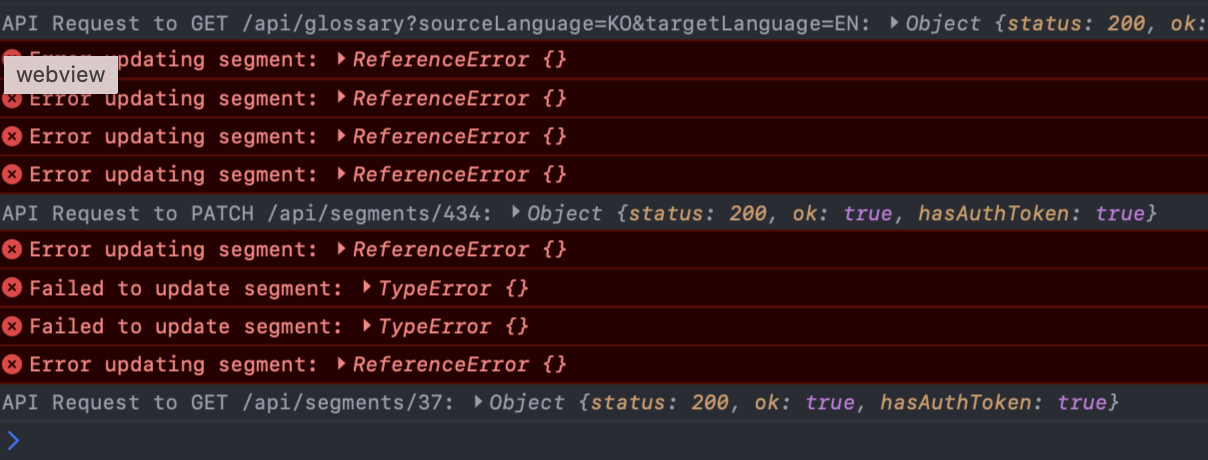 API Request to GET /api/glossary?sourceLanguage=KO&targetLanguage=EN: ▶Object {status: 200, ok:
updating segment: ▶ReferenceError {}
webview
Error updating segment: ▶ReferenceError {}
Error updating segment: ▶ReferenceError {}
Error updating segment: ▶ReferenceError {}
API Request to PATCH /api/segments/434: ▶Object {status: 200, ok: true, hasAuthToken: true}
Error updating segment: ▶ReferenceError {}
Failed to update segment: ▶TypeError {}
Failed to update segment: ▶TypeError {}
Error updating segment: ▶ReferenceError {}
API Request to GET /api/segments/37: ▶Object {status: 200, ok: true, hasAuthToken: true}